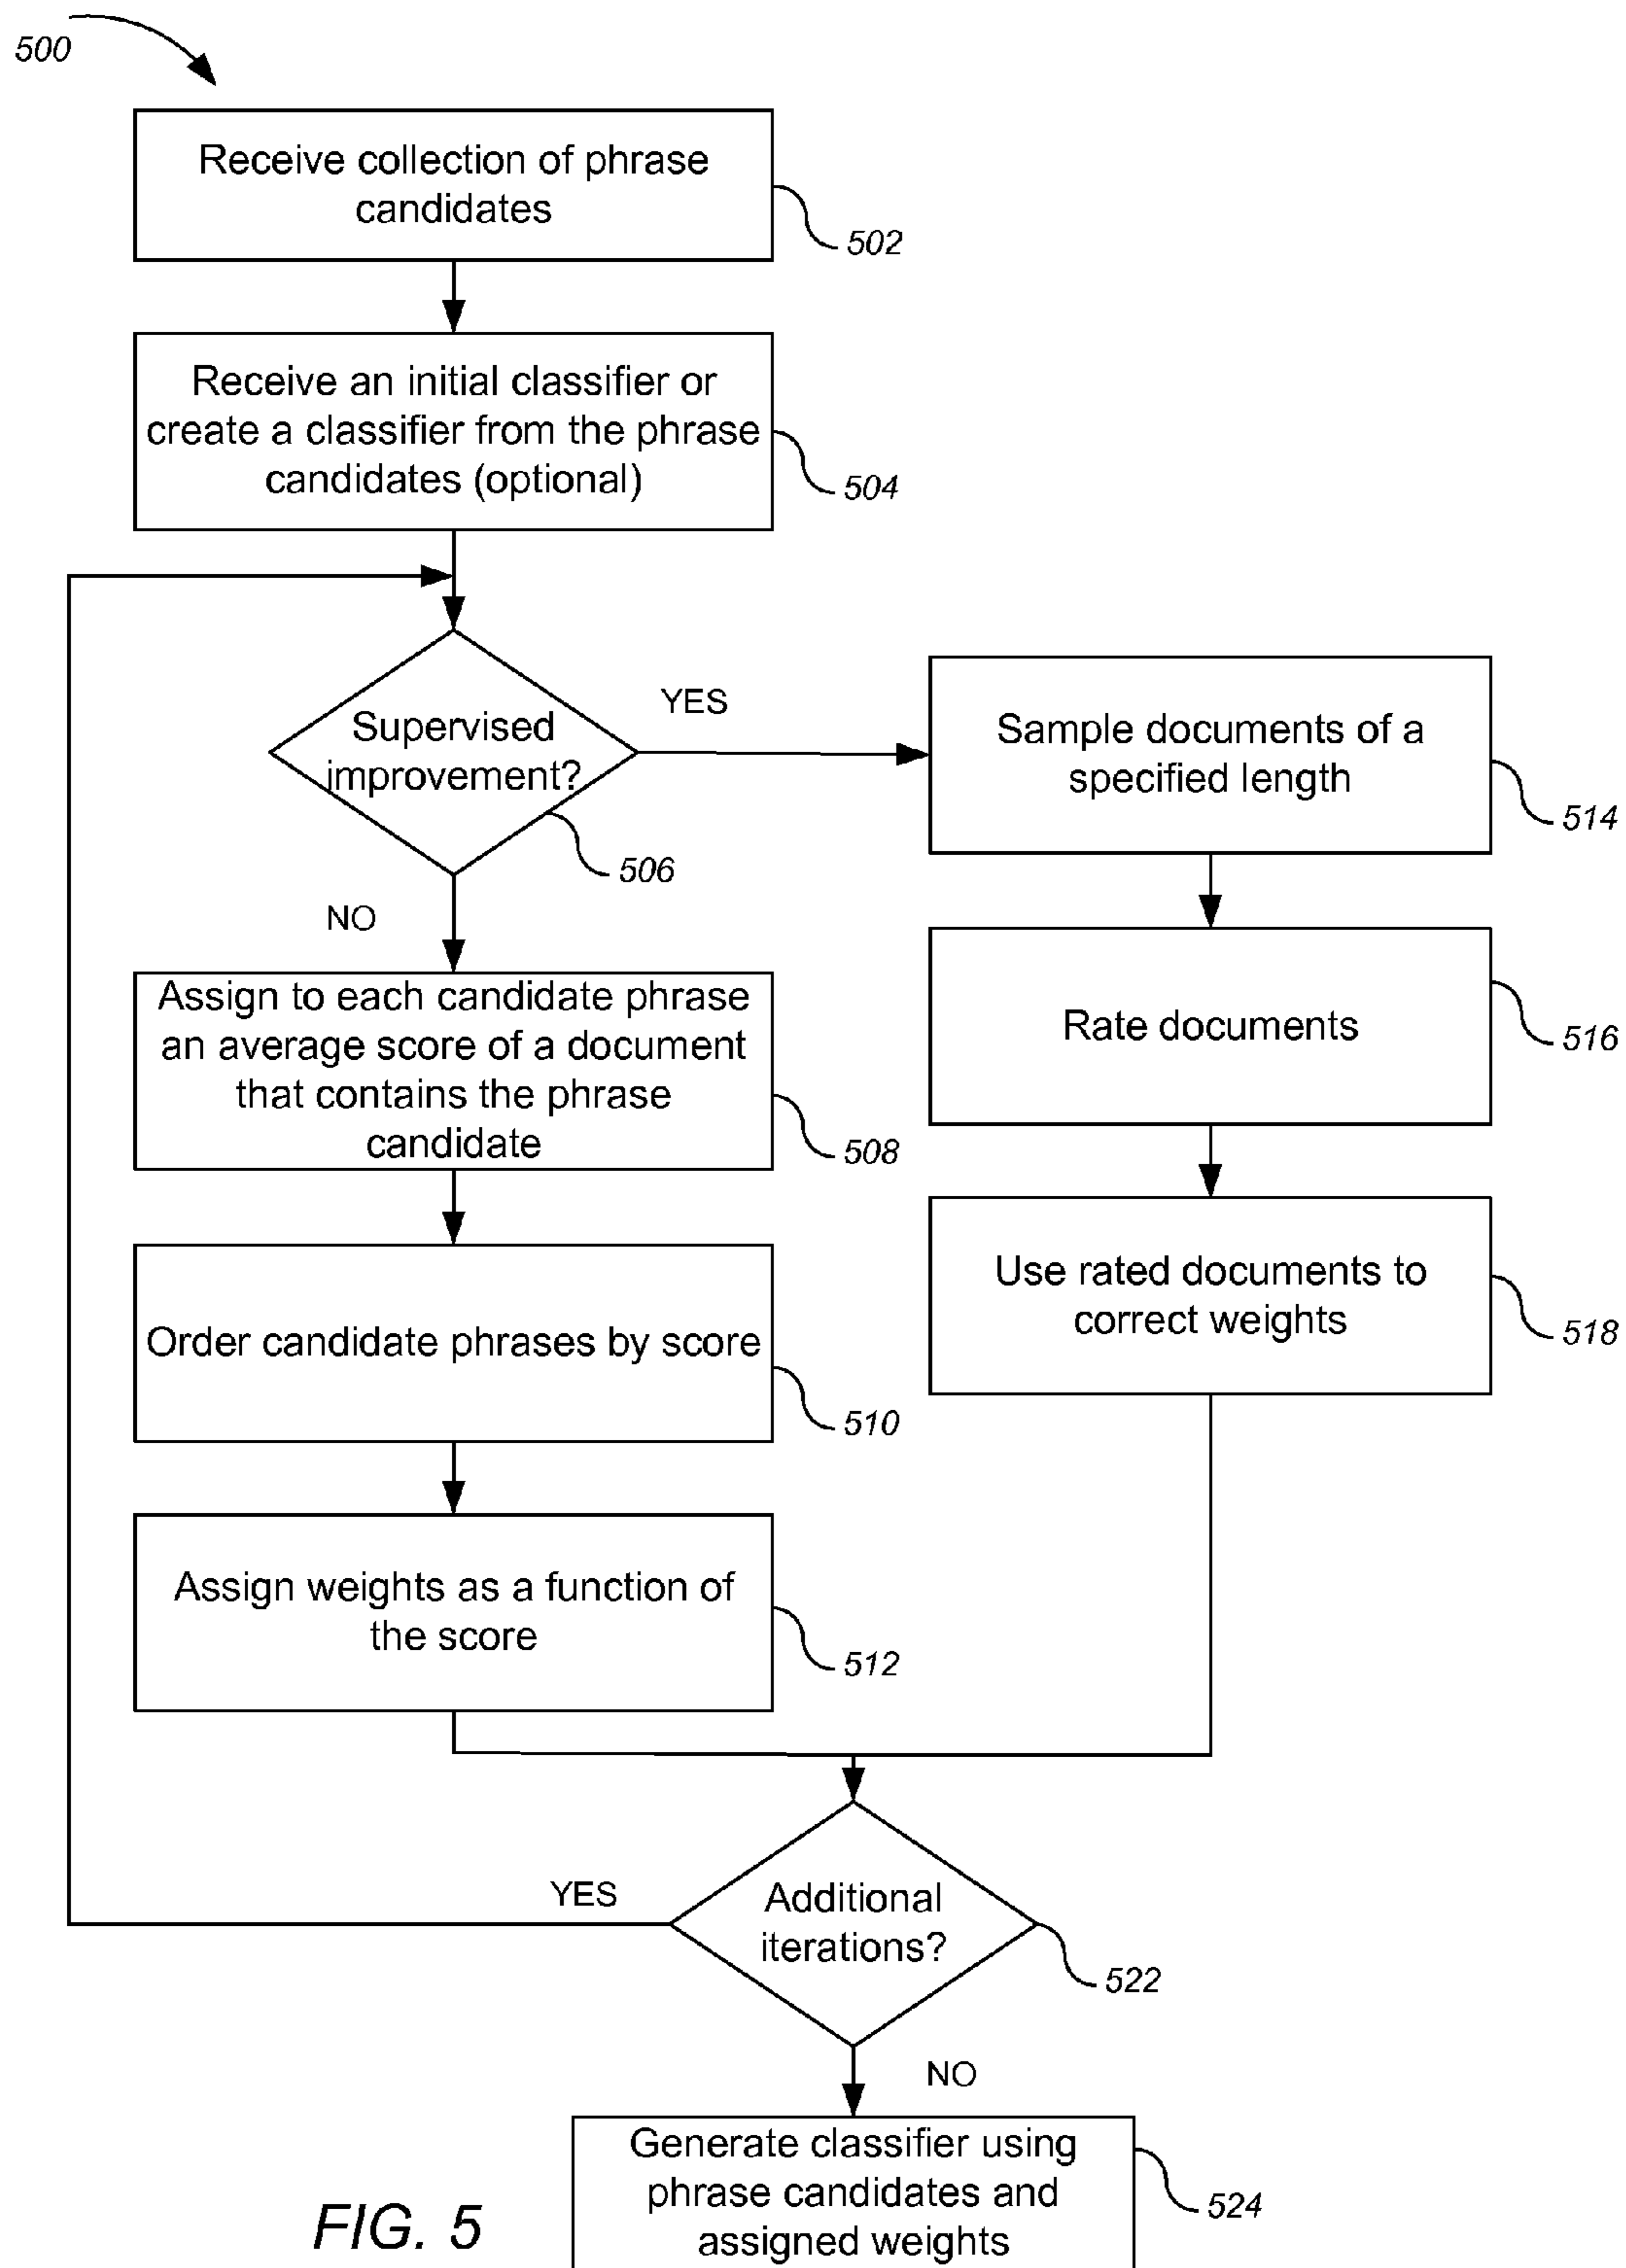 500
Receive collection of phrase
candidates
502
Receive an initial classifier or
create a classifier from the phrase
candidates (optional)
504
Supervised
improvement?
506
YES
NO
Sample documents of a
specified length
514
Rate documents
516
Use rated documents to
correct weights
518
Assign to each candidate phrase
an average score of a document
that contains the phrase
candidate
508
Order candidate phrases by score
510
Assign weights as a function of
the score
512
Additional
iterations?
522
YES
NO
Generate classifier using
phrase candidates and
assigned weights
524
FIG. 5